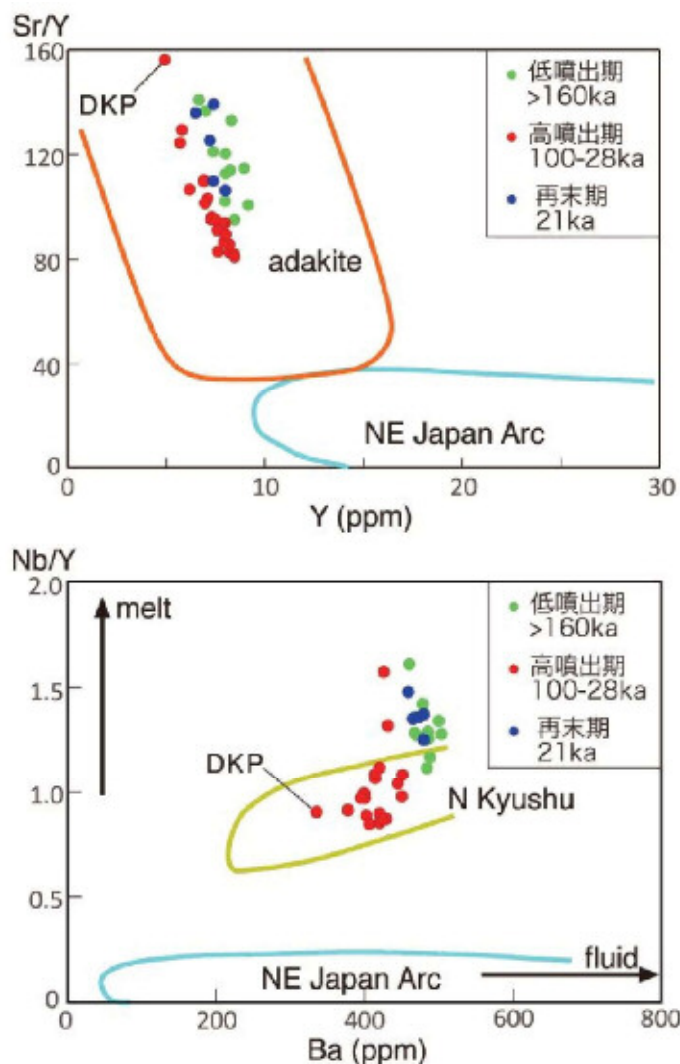 Sr/Y
160
120
80
40
0
DKP
低噴出期
>160ka
高噴出期
100-28ka
再末期
21ka
adakite
NE Japan Arc
0
10
20
30
Y (ppm)
Nb/Y
2.0
1.5
1.0
0.5
0
melt
低噴出期
>160ka
高噴出期
100-28ka
再末期
21ka
DKP
N Kyushu
fluid
NE Japan Arc
0
200
400
600
800
Ba (ppm)